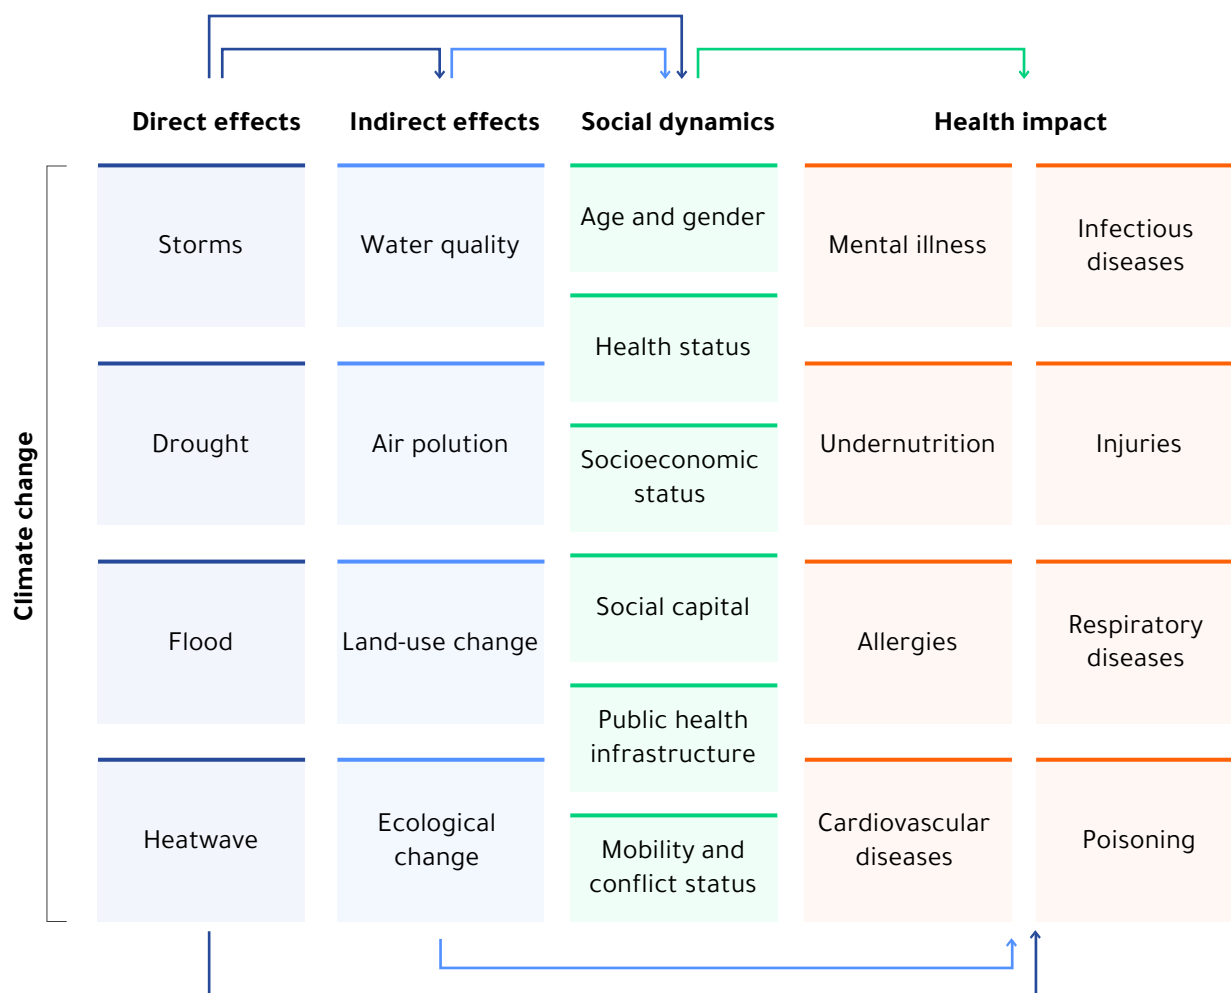 Direct effects
Indirect effects
Social dynamics
Health impact
Climate change
Storms
Drought
Flood
Heatwave
Water quality
Air polution
Land-use change
Ecological
change
Age and gender
Health status
Socioeconomic
status
Social capital
Public health
infrastructure
Mobility and
conflict status
Mental illness
Undernutrition
Allergies
Cardiovascular
diseases
Infectious
diseases
Injuries
Respiratory
diseases
Poisoning